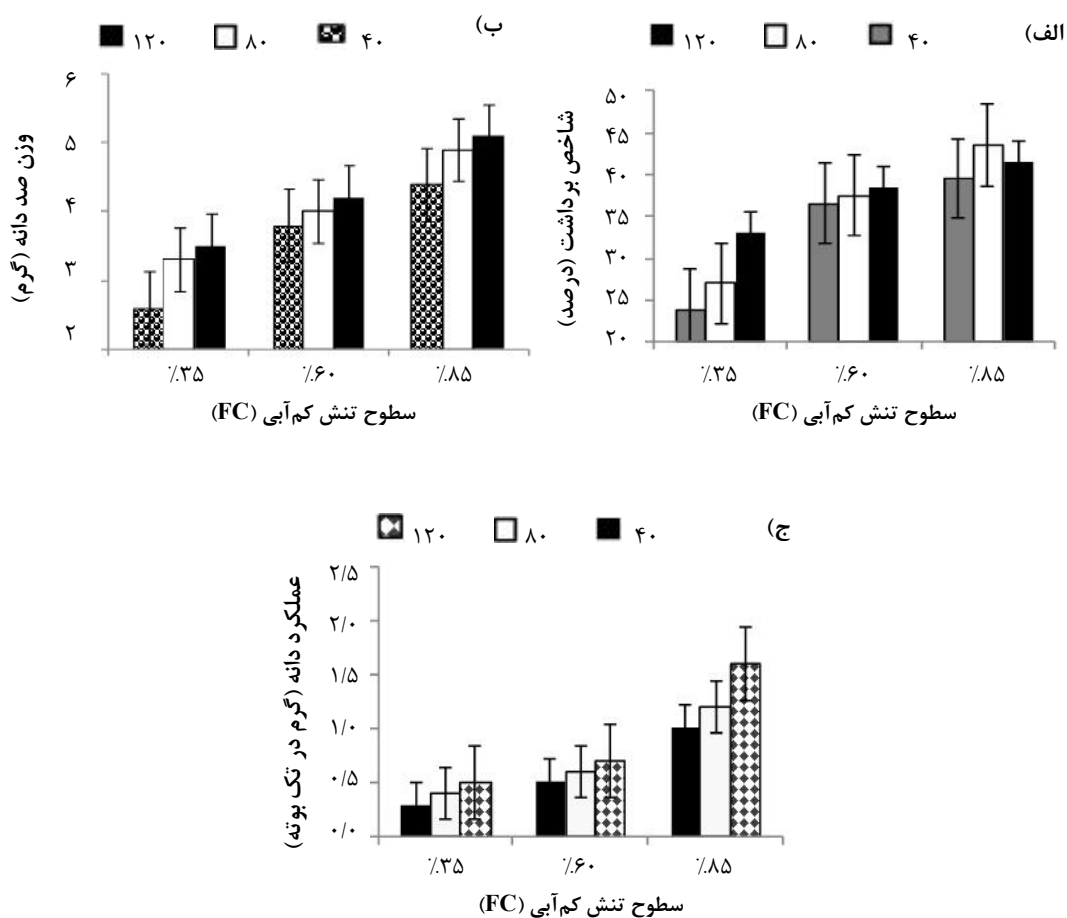 الف)
۴۰ ۸۰ ۱۲۰
شاخص برداشت (درصد)
۵۰
۴۵
۴۰
۳۵
۳۰
۲۵
۲۰
٪۳۵ ٪۶۰ ٪۸۵
سطوح تنش کم‌آبی (FC)
ب)
۴۰ ۸۰ ۱۲۰
وزن صد دانه (گرم)
۶
۵
۴
۳
۲
٪۳۵ ٪۶۰ ٪۸۵
سطوح تنش کم‌آبی (FC)
ج)
۴۰ ۸۰ ۱۲۰
عملکرد دانه (گرم در تک بوته)
۲/۵
۲/۰
۱/۵
۱/۰
۰/۵
۰/۰
٪۳۵ ٪۶۰ ٪۸۵
سطوح تنش کم‌آبی (FC)